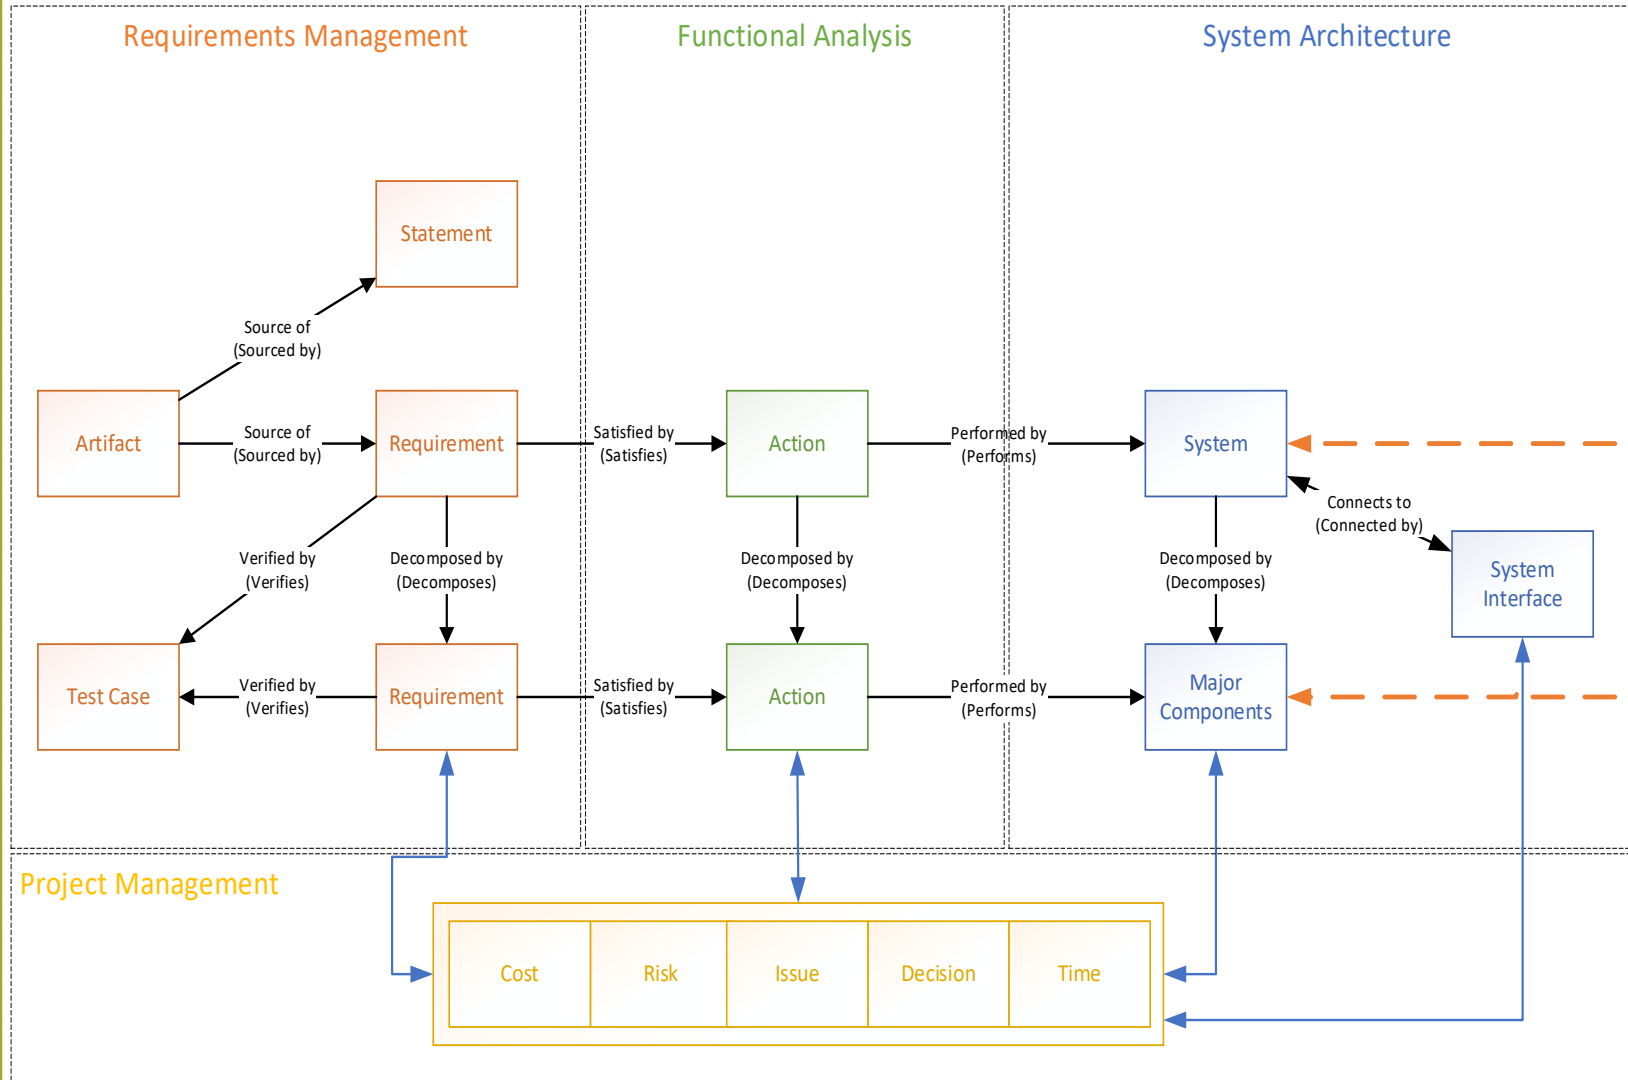 Requirements Management
Functional Analysis
System Architecture
Statement
Source of
(Sourced by)
Artifact
Source of
(Sourced by)
Requirement
Satisfied by
(Satisfies)
Action
Performed by
(Performs)
System
Connects to
(Connected by)
System
Interface
Verified by
(Verifies)
Decomposed by
(Decomposes)
Decomposed by
(Decomposes)
Decomposed by
(Decomposes)
Test Case
Verified by
(Verifies)
Requirement
Satisfied by
(Satisfies)
Action
Performed by
(Performs)
Major
Components
Project Management
Cost
Risk
Issue
Decision
Time